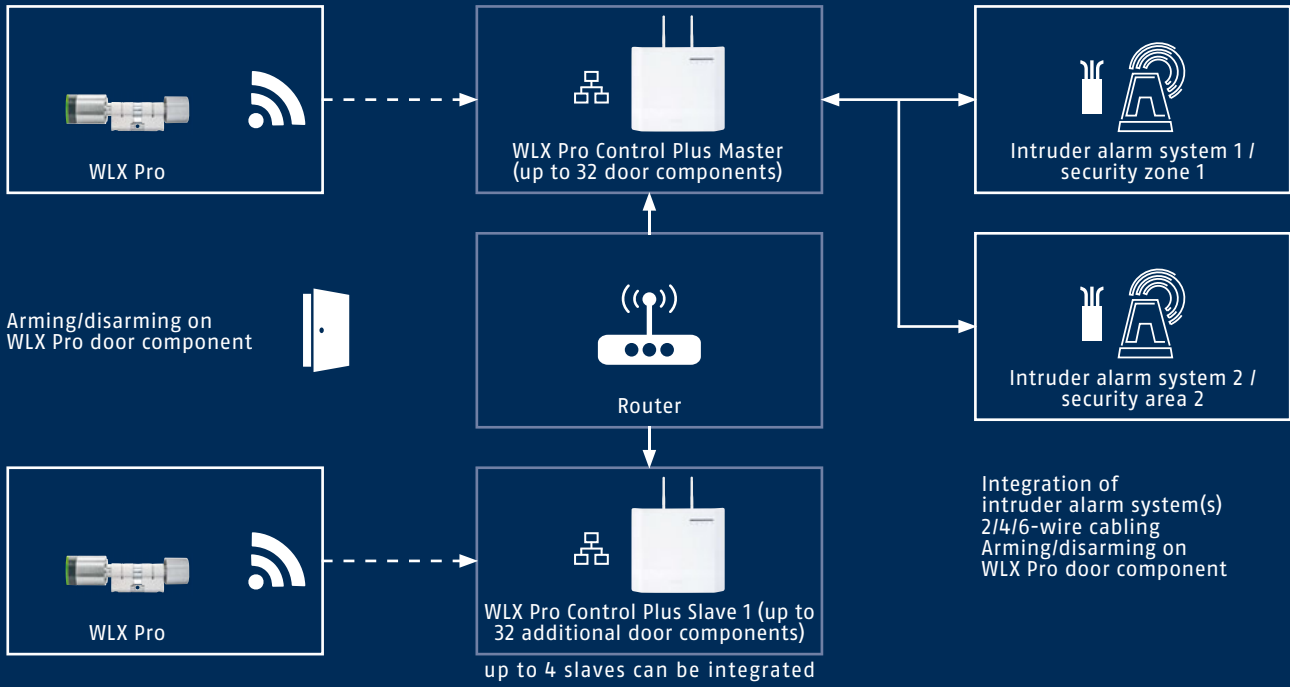 WLX Pro
WLX Pro Control Plus Master
(up to 32 door components)
Intruder alarm system 1 /
security zone 1
Arming/disarming on
WLX Pro door component
Router
Intruder alarm system 2 /
security area 2
WLX Pro
WLX Pro Control Plus Slave 1 (up to
32 additional door components)
up to 4 slaves can be integrated
Integration of
intruder alarm system(s)
2/4/6-wire cabling
Arming/disarming on
WLX Pro door component